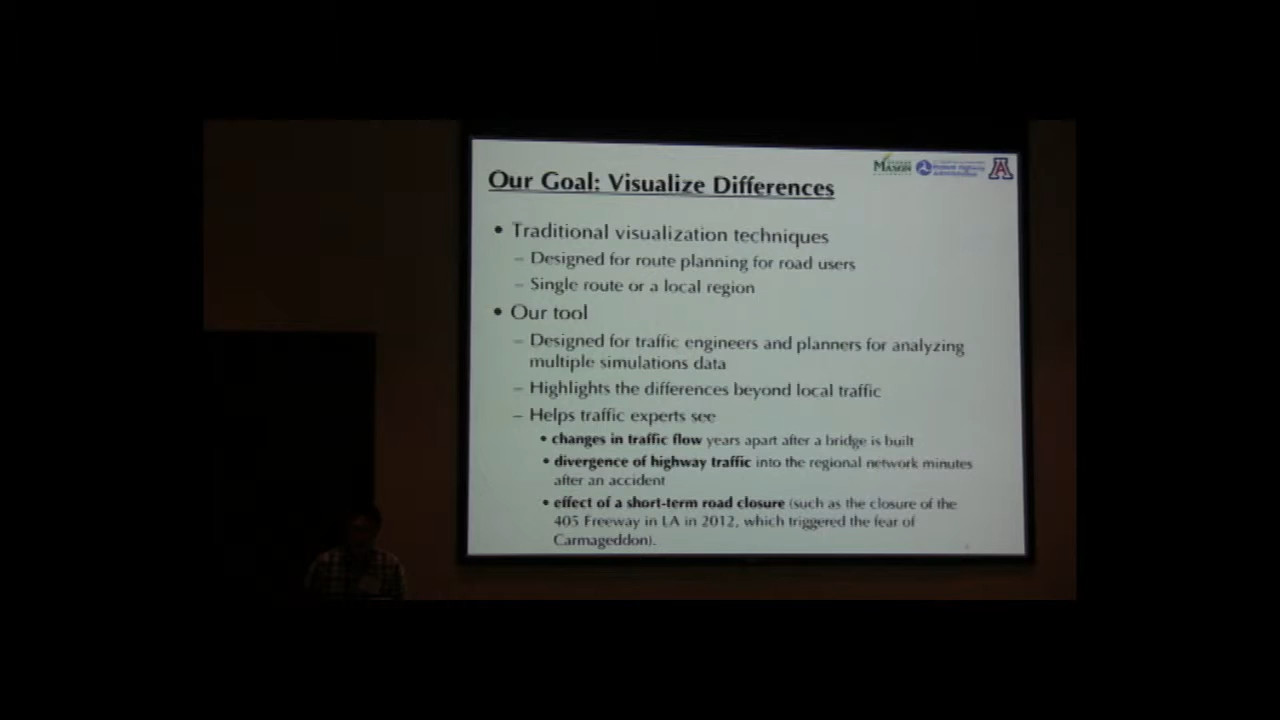 MASON
Our Goal: Visualize Differences
• Traditional visualization techniques
– Designed for route planning for road users
– Single route or a local region
• Our tool
– Designed for traffic engineers and planners for analyzing
multiple simulations data
– Highlights the differences beyond local traffic
– Helps traffic experts see
• changes in traffic flow years apart after a bridge is built
• divergence of highway traffic into the regional network minutes
after an accident
• effect of a short-term road closure (such as the closure of the
405 Freeway in LA in 2012, which triggered the fear of
Carmageddon).